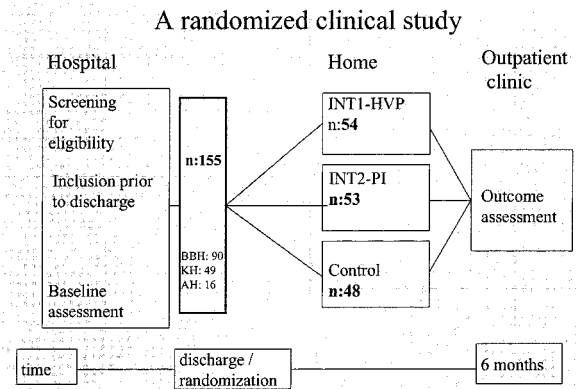 A randomized clinical study
Hospital
Home
Outpatient
clinic
Screening
for
eligibility
Inclusion prior
to discharge
Baseline
assessment
n:155
BBH: 90
KH: 49
AH: 16
INT1-HVP
n:54
INT2-PI
n:53
Control
n:48
Outcome
assessment
time
discharge /
randomization
6 months